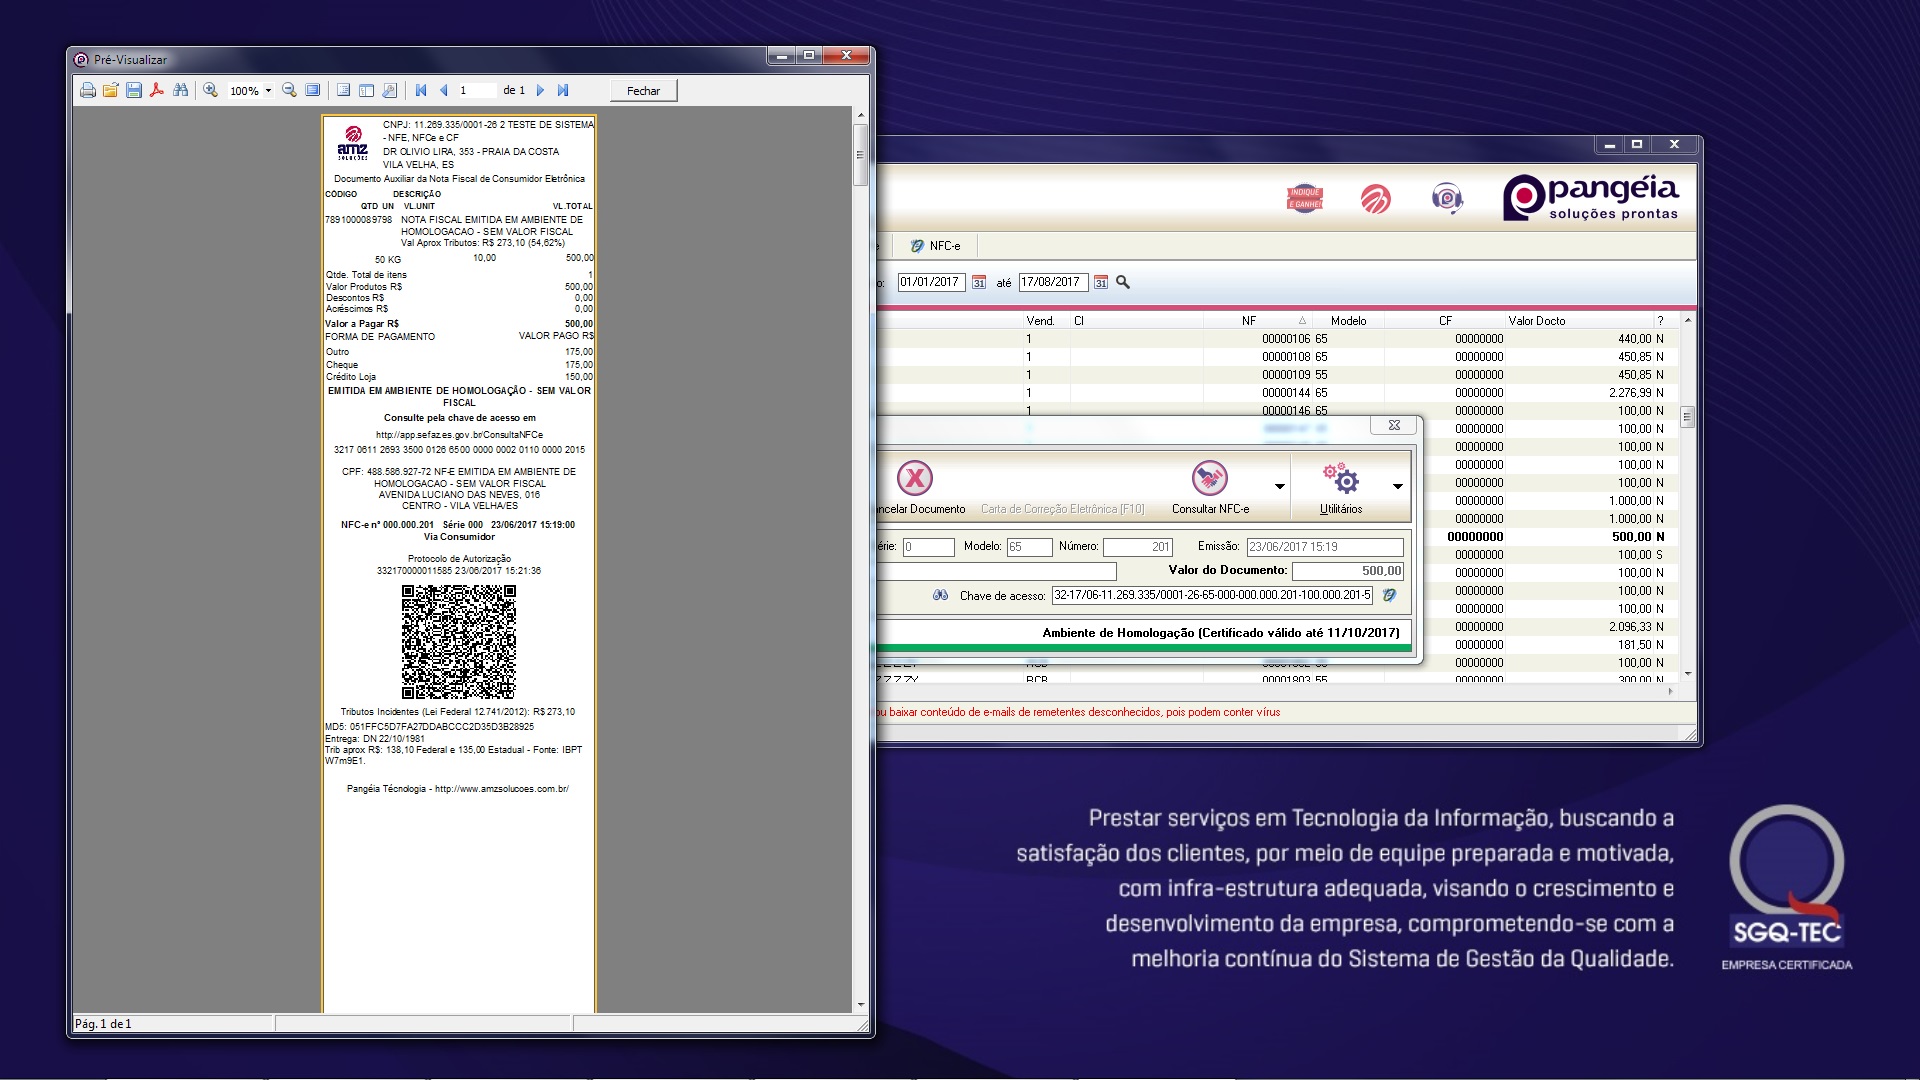 Pré-Visualizar
100%
1
de 1
Fechar
amz
SOLUÇÕES
CNPJ: 11.269.335/0001-26 2 TESTE DE SISTEMA
- NFE, NFCe e CF
DR OLIVIO LIRA, 353 - PRAIA DA COSTA
VILA VELHA, ES
Documento Auxiliar da Nota Fiscal de Consumidor Eletrônica
CÓDIGO DESCRIÇÃO
QTD UN VL.UNIT VL.TOTAL
7891000089798 NOTA FISCAL EMITIDA EM AMBIENTE DE
HOMOLOGACAO - SEM VALOR FISCAL
Val Aprox Tributos: R$ 273,10 (54,62%)
50 KG 10,00 500,00
Qtde. Total de itens 1
Valor Produtos R$ 500,00
Descontos R$ 0,00
Acréscimos R$ 0,00
Valor a Pagar R$ 500,00
FORMA DE PAGAMENTO VALOR PAGO R$
Outro 175,00
Cheque 175,00
Crédito Loja 150,00
EMITIDA EM AMBIENTE DE HOMOLOGAÇÃO - SEM VALOR
FISCAL
Consulte pela chave de acesso em
http://app.sefaz.es.gov.br/ConsultaNFCe
3217 0611 2693 3500 0126 6500 0000 0002 0110 0000 2015
CPF: 488.586.927-72 NF-E EMITIDA EM AMBIENTE DE
HOMOLOGACAO - SEM VALOR FISCAL
AVENIDA LUCIANO DAS NEVES, 016
CENTRO - VILA VELHA/ES
NFC-e nº 000.000.201 Série 000 23/06/2017 15:19:00
Via Consumidor
Protocolo de Autorização
332170000011585 23/06/2017 15:21:36
Tributos Incidentes (Lei Federal 12.741/2012): R$ 273,10
MD5: 051FFC5D7FA27DDABCCC2D35D3B28925
Entrega: DN 22/10/1981
Trib aprox R$: 138,10 Federal e 135,00 Estadual - Fonte: IBPT
W7m9E1.
Pangéia Técnologia - http://www.amzsolucoes.com.br/
Pág. 1 de 1
INDIQUE
E GANHE!
pangéia
soluções prontas
NFC-e
o: 01/01/2017 31 até 17/08/2017 31
Vend. CI NF Modelo CF Valor Docto ?
1 00000106 65 00000000 440,00 N
1 00000108 65 00000000 450,85 N
1 00000109 55 00000000 450,85 N
1 00000144 65 00000000 2.276,99 N
1 00000146 65 00000000 100,00 N
00000000 100,00 N
00000000 100,00 N
00000000 100,00 N
00000000 100,00 N
00000000 1.000,00 N
00000000 1.000,00 N
00000000 500,00 N
00000000 100,00 S
00000000 100,00 N
00000000 100,00 N
00000000 100,00 N
00000000 2.096,33 N
00000000 181,50 N
00000000 100,00 N
ZZZZY RCB 00001803 55 00000000 300,00 N
ncelar Documento
Carta de Correção Eletrônica [F10]
Consultar NFC-e
Utilitários
érie: 0 Modelo: 65 Número: 201 Emissão: 23/06/2017 15:19
Valor do Documento: 500,00
Chave de acesso: 32-17/06-11.269.335/0001-26-65-000-000.000.201-100.000.201-5
Ambiente de Homologação (Certificado válido até 11/10/2017)
ou baixar conteúdo de e-mails de remetentes desconhecidos, pois podem conter vírus
Prestar serviços em Tecnologia da Informação, buscando a
satisfação dos clientes, por meio de equipe preparada e motivada,
com infra-estrutura adequada, visando o crescimento e
desenvolvimento da empresa, comprometendo-se com a
melhoria contínua do Sistema de Gestão da Qualidade.
SGQ-TEC
EMPRESA CERTIFICADA